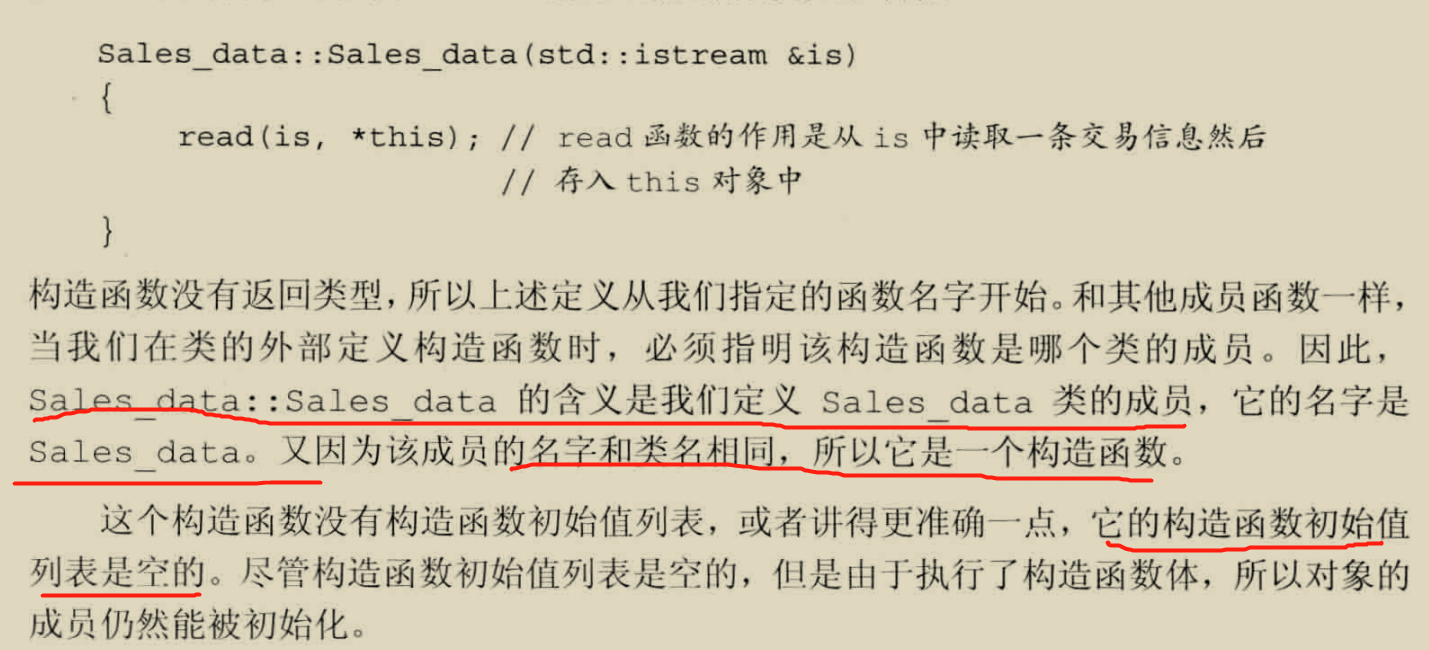 Sales_data::Sales_data(std::istream &is)
{
read(is, *this); // read 函数的作用是从 is 中读取一条交易信息然后
// 存入 this 对象中
}
构造函数没有返回类型,所以上述定义从我们指定的函数名字开始。和其他成员函数一样,
当我们在类的外部定义构造函数时，必须指明该构造函数是哪个类的成员。因此，
Sales_data::Sales_data 的含义是我们定义 Sales_data 类的成员，它的名字是
Sales_data。又因为该成员的名字和类名相同，所以它是一个构造函数。
这个构造函数没有构造函数初始值列表，或者讲得更准确一点，它的构造函数初始值
列表是空的。尽管构造函数初始值列表是空的，但是由于执行了构造函数体，所以对象的
成员仍然能被初始化。